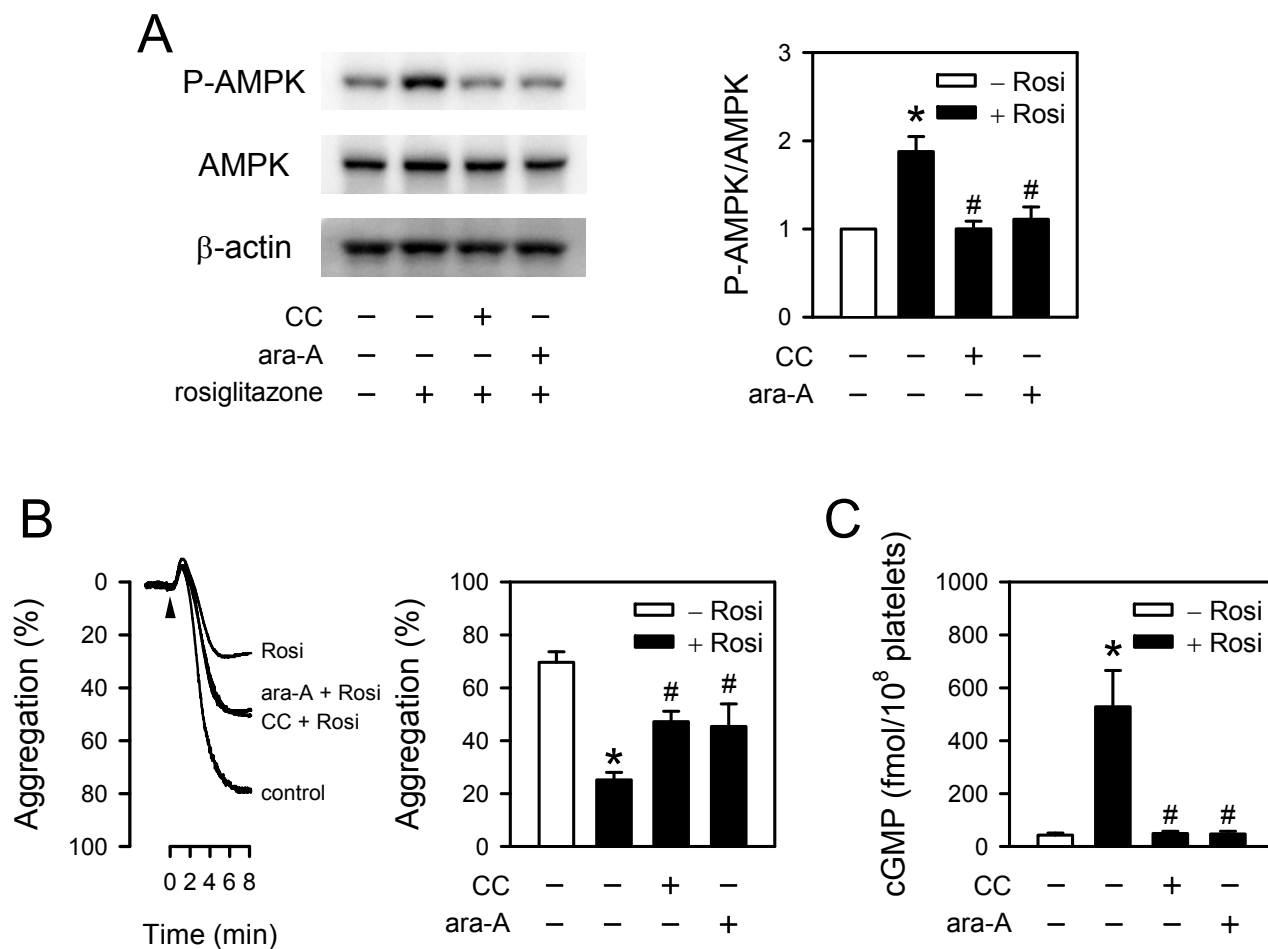 A
P-AMPK
AMPK
β-actin
CC − − + −
ara-A − − − +
rosiglitazone − + + +
P-AMPK/AMPK
3
2
1
0
− Rosi
+ Rosi
*
#
#
CC − − + −
ara-A − − − +
B
Aggregation (%)
0
20
40
60
80
100
Rosi
ara-A + Rosi
CC + Rosi
control
0 2 4 6 8
Time (min)
Aggregation (%)
100
80
60
40
20
0
− Rosi
+ Rosi
*
#
#
CC − − + −
ara-A − − − +
C
cGMP (fmol/10⁸ platelets)
1000
800
600
400
200
0
− Rosi
+ Rosi
*
#
#
CC − − + −
ara-A − − − +